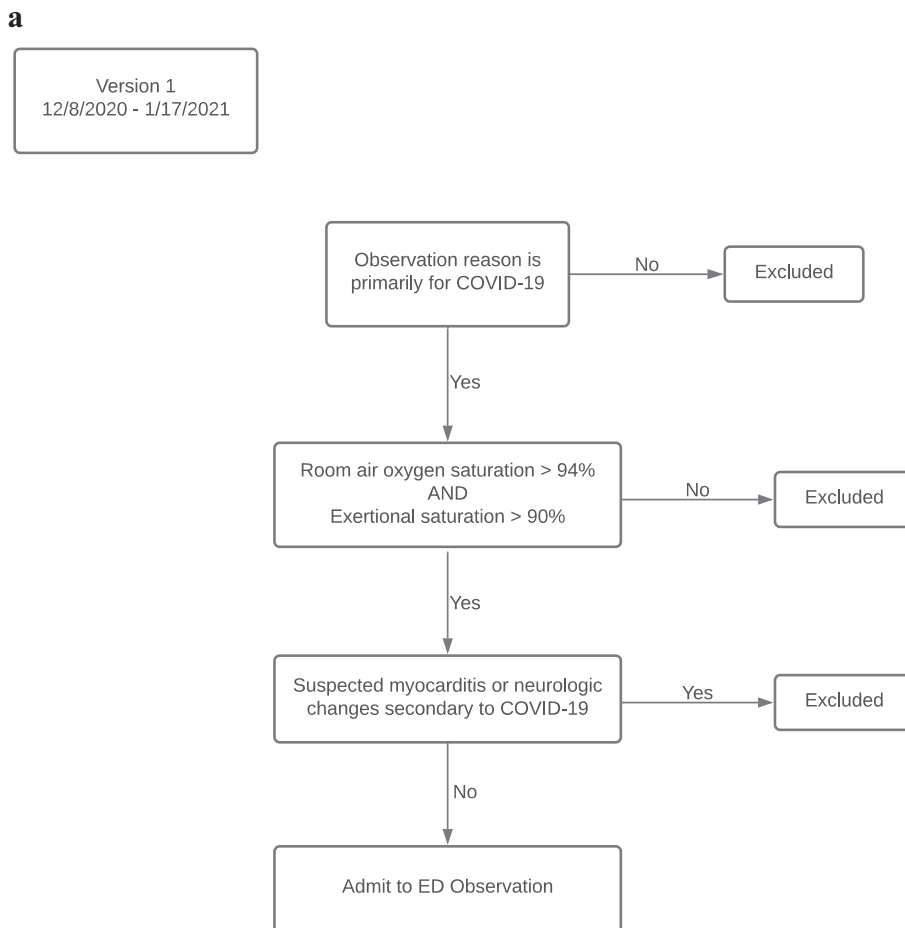 a
Version 1
12/8/2020 - 1/17/2021
Observation reason is
primarily for COVID-19
No
Excluded
Yes
Room air oxygen saturation > 94%
AND
Exertional saturation > 90%
No
Excluded
Yes
Suspected myocarditis or neurologic
changes secondary to COVID-19
Yes
Excluded
No
Admit to ED Observation